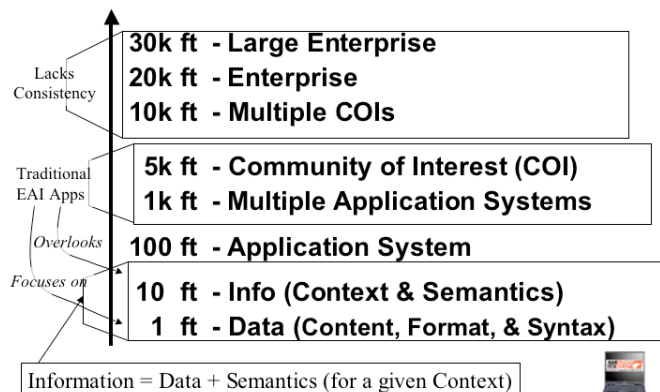 30k ft - Large Enterprise
20k ft - Enterprise
10k ft - Multiple COIs
Lacks
Consistency
5k ft - Community of Interest (COI)
1k ft - Multiple Application Systems
Traditional
EAI Apps
Overlooks
100 ft - Application System
Focuses on
10 ft - Info (Context & Semantics)
1 ft - Data (Content, Format, & Syntax)
Information = Data + Semantics (for a given Context)